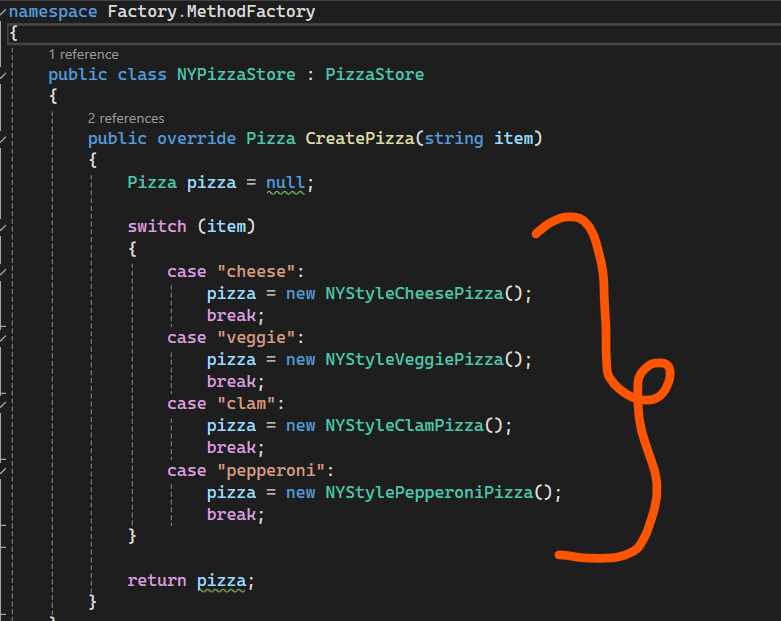 namespace Factory.MethodFactory
{
1 reference
public class NYPizzaStore : PizzaStore
{
2 references
public override Pizza CreatePizza(string item)
{
Pizza pizza = null;
switch (item)
{
case "cheese":
pizza = new NYStyleCheesePizza();
break;
case "veggie":
pizza = new NYStyleVeggiePizza();
break;
case "clam":
pizza = new NYStyleClamPizza();
break;
case "pepperoni":
pizza = new NYStylePepperoniPizza();
break;
}
return pizza;
}